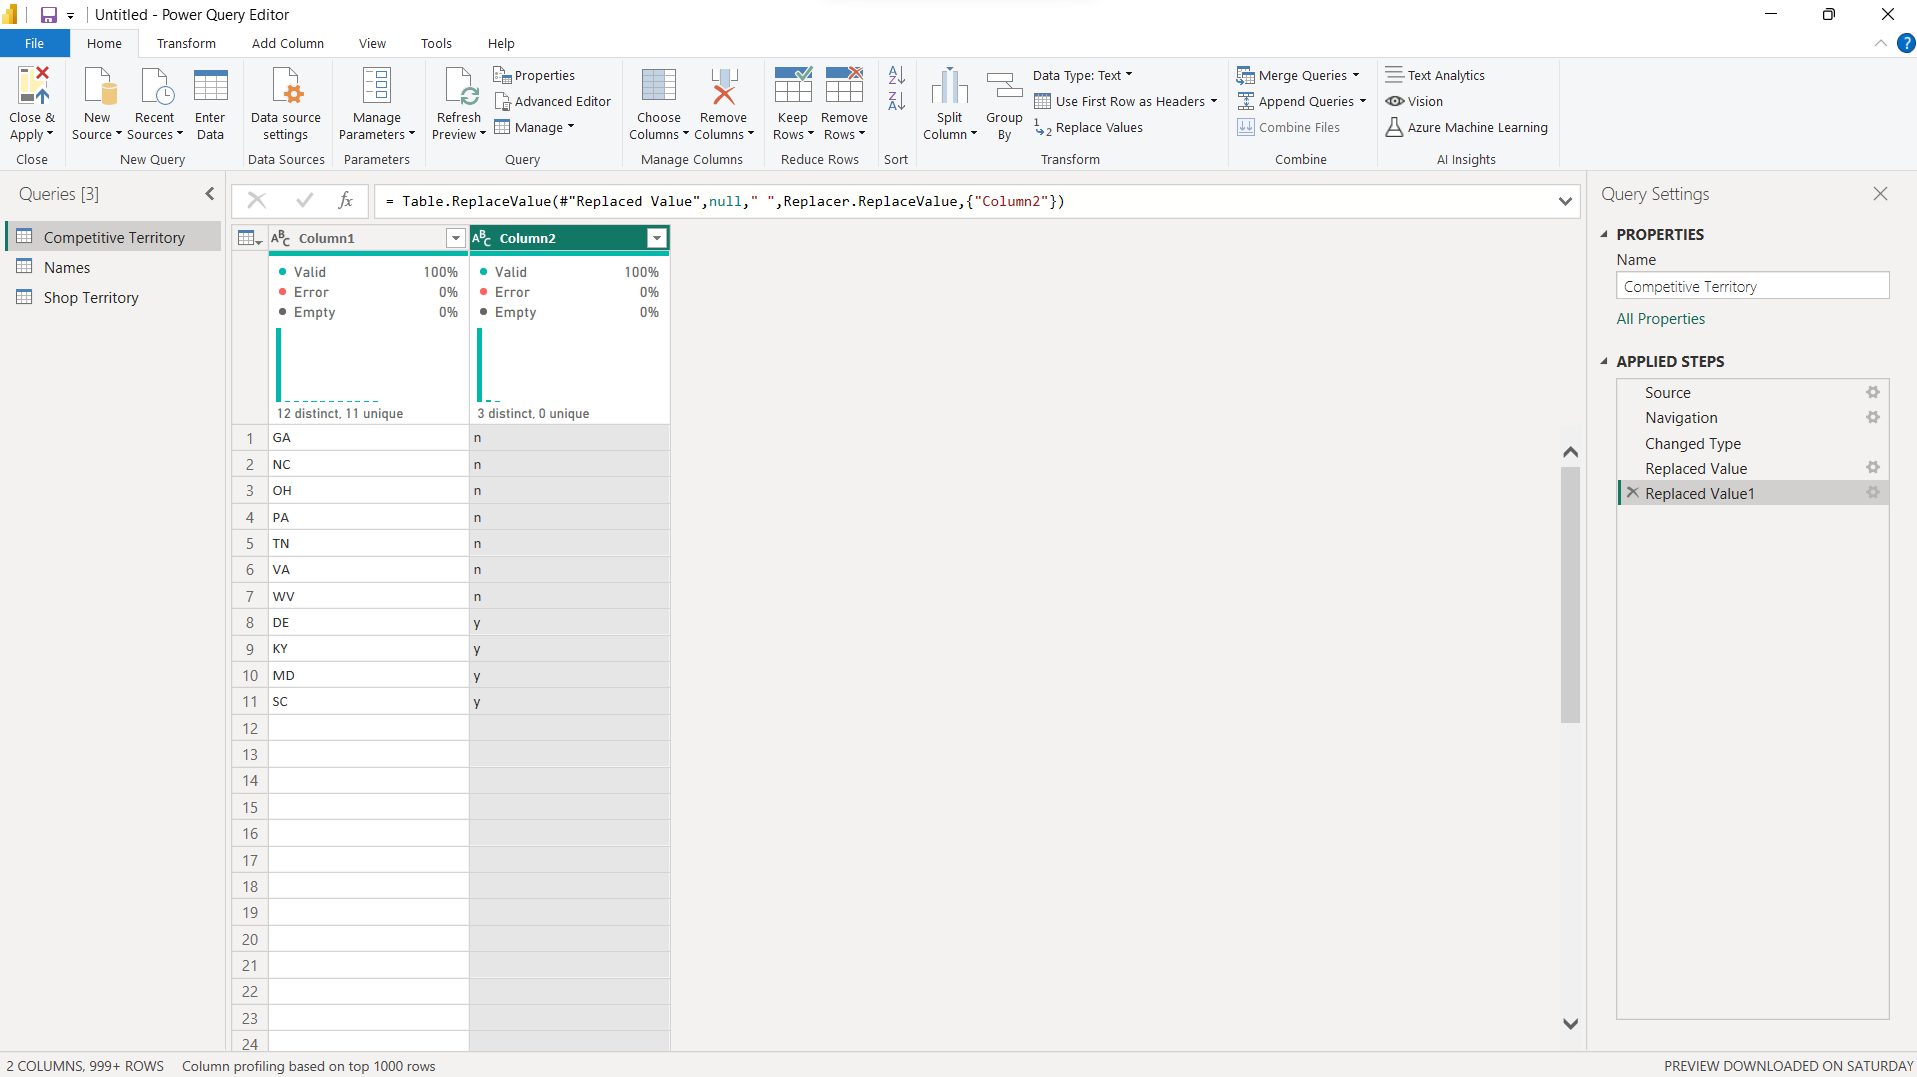 Untitled - Power Query Editor
File Home Transform Add Column View Tools Help
Close & Apply
Close
New Source
Recent Sources
Enter Data
New Query
Data source settings
Data Sources
Manage Parameters
Parameters
Refresh Preview
Properties
Advanced Editor
Manage
Query
Choose Columns
Remove Columns
Manage Columns
Keep Rows
Remove Rows
Reduce Rows
Sort
Split Column
Group By
Data Type: Text
Use First Row as Headers
Replace Values
Transform
Merge Queries
Append Queries
Combine Files
Combine
Text Analytics
Vision
Azure Machine Learning
AI Insights
Queries [3]
Competitive Territory
Names
Shop Territory
fx = Table.ReplaceValue(#"Replaced Value",null," ",Replacer.ReplaceValue,{"Column2"})
ABC Column1 ABC Column2
Valid 100% Valid 100%
Error 0% Error 0%
Empty 0% Empty 0%
12 distinct, 11 unique 3 distinct, 0 unique
1 GA n
2 NC n
3 OH n
4 PA n
5 TN n
6 VA n
7 WV n
8 DE y
9 KY y
10 MD y
11 SC y
12
13
14
15
16
17
18
19
20
21
22
23
24
Query Settings
PROPERTIES
Name
Competitive Territory
All Properties
APPLIED STEPS
Source
Navigation
Changed Type
Replaced Value
Replaced Value1
2 COLUMNS, 999+ ROWS Column profiling based on top 1000 rows
PREVIEW DOWNLOADED ON SATURDAY